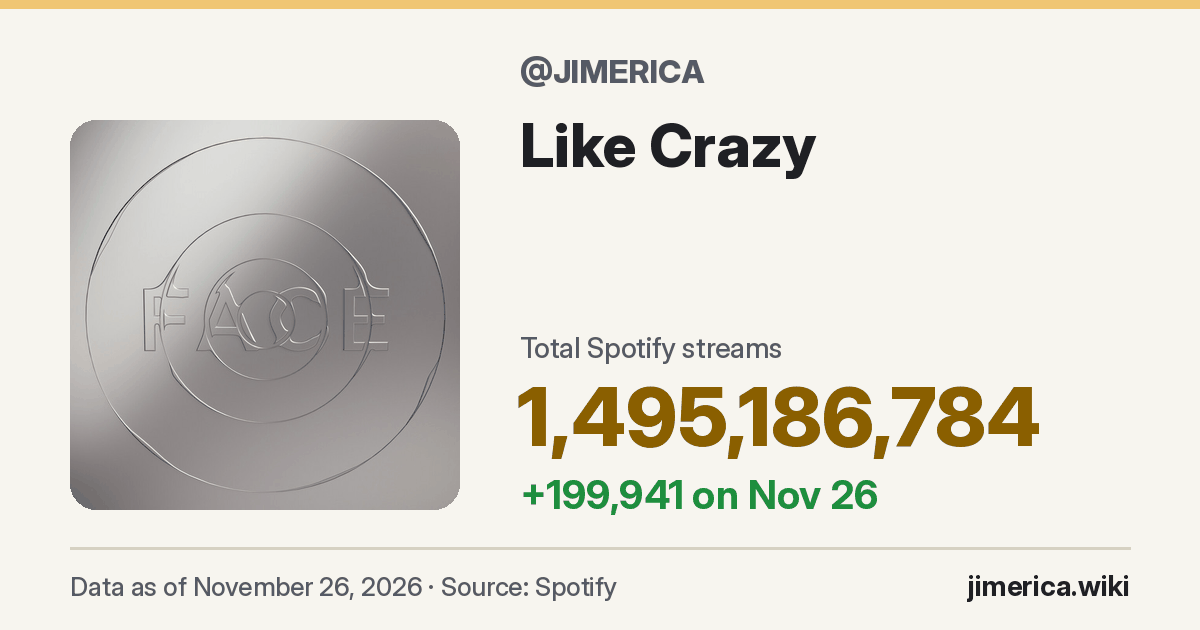 @JIMERICA
Like Crazy
FACE
Total Spotify streams
1,495,186,784
+199,941 on Nov 26
Data as of November 26, 2026 · Source: Spotify
jimerica.wiki